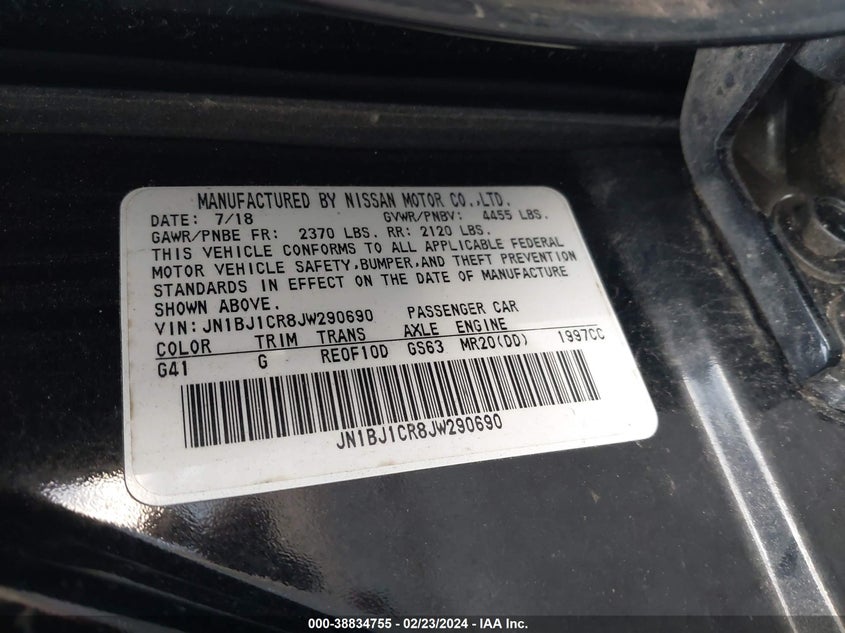 MANUFACTURED BY NISSAN MOTOR CO.,LTD.
DATE: 7/18 GVWR/PNBV: 4455 LBS.
GAWR/PNBE FR: 2370 LBS. RR: 2120 LBS.
THIS VEHICLE CONFORMS TO ALL APPLICABLE FEDERAL
MOTOR VEHICLE SAFETY,BUMPER,AND THEFT PREVENTION
STANDARDS IN EFFECT ON THE DATE OF MANUFACTURE
SHOWN ABOVE.
VIN: JN1BJ1CR8JW290690 PASSENGER CAR
COLOR TRIM TRANS AXLE ENGINE
G41 G RE0F10D GS63 MR20(DD) 1997CC
JN1BJ1CR8JW290690
000-38834755 - 02/23/2024 - IAA Inc.